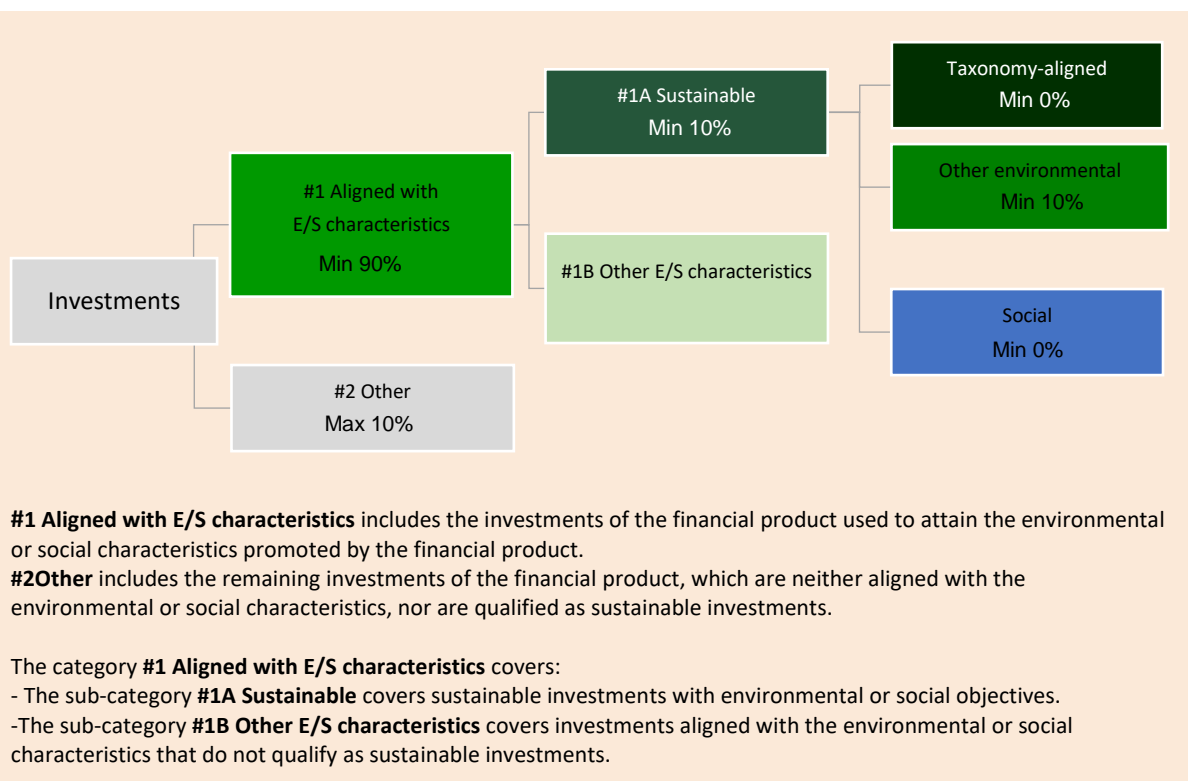 Investments
#1 Aligned with
E/S characteristics
Min 90%
#2 Other
Max 10%
#1A Sustainable
Min 10%
#1B Other E/S characteristics
Taxonomy-aligned
Min 0%
Other environmental
Min 10%
Social
Min 0%
#1 Aligned with E/S characteristics includes the investments of the financial product used to attain the environmental
or social characteristics promoted by the financial product.
#2Other includes the remaining investments of the financial product, which are neither aligned with the
environmental or social characteristics, nor are qualified as sustainable investments.
The category #1 Aligned with E/S characteristics covers:
- The sub-category #1A Sustainable covers sustainable investments with environmental or social objectives.
-The sub-category #1B Other E/S characteristics covers investments aligned with the environmental or social
characteristics that do not qualify as sustainable investments.